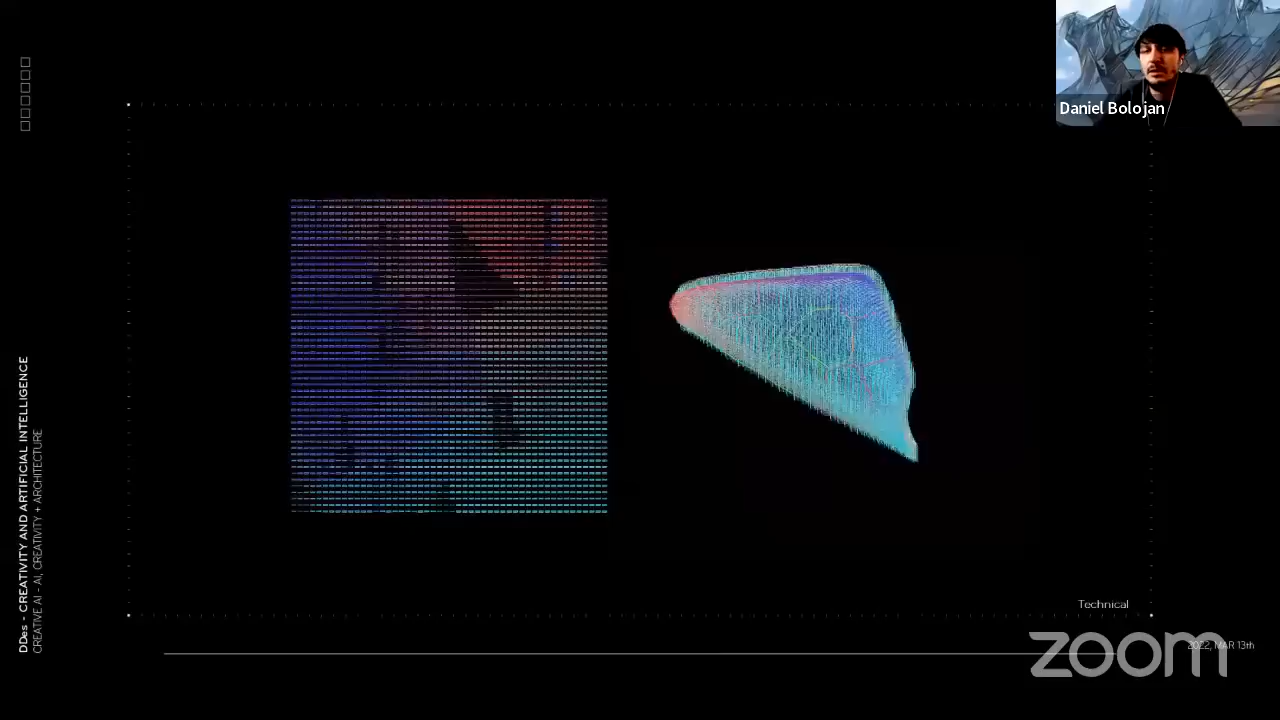 Daniel Bolojan
DDes - CREATIVITY AND ARTIFICIAL INTELLIGENCE
CREATIVE AI - AI, CREATIVITY + ARCHITECTURE
Technical
2022, MAR 13th
zoom